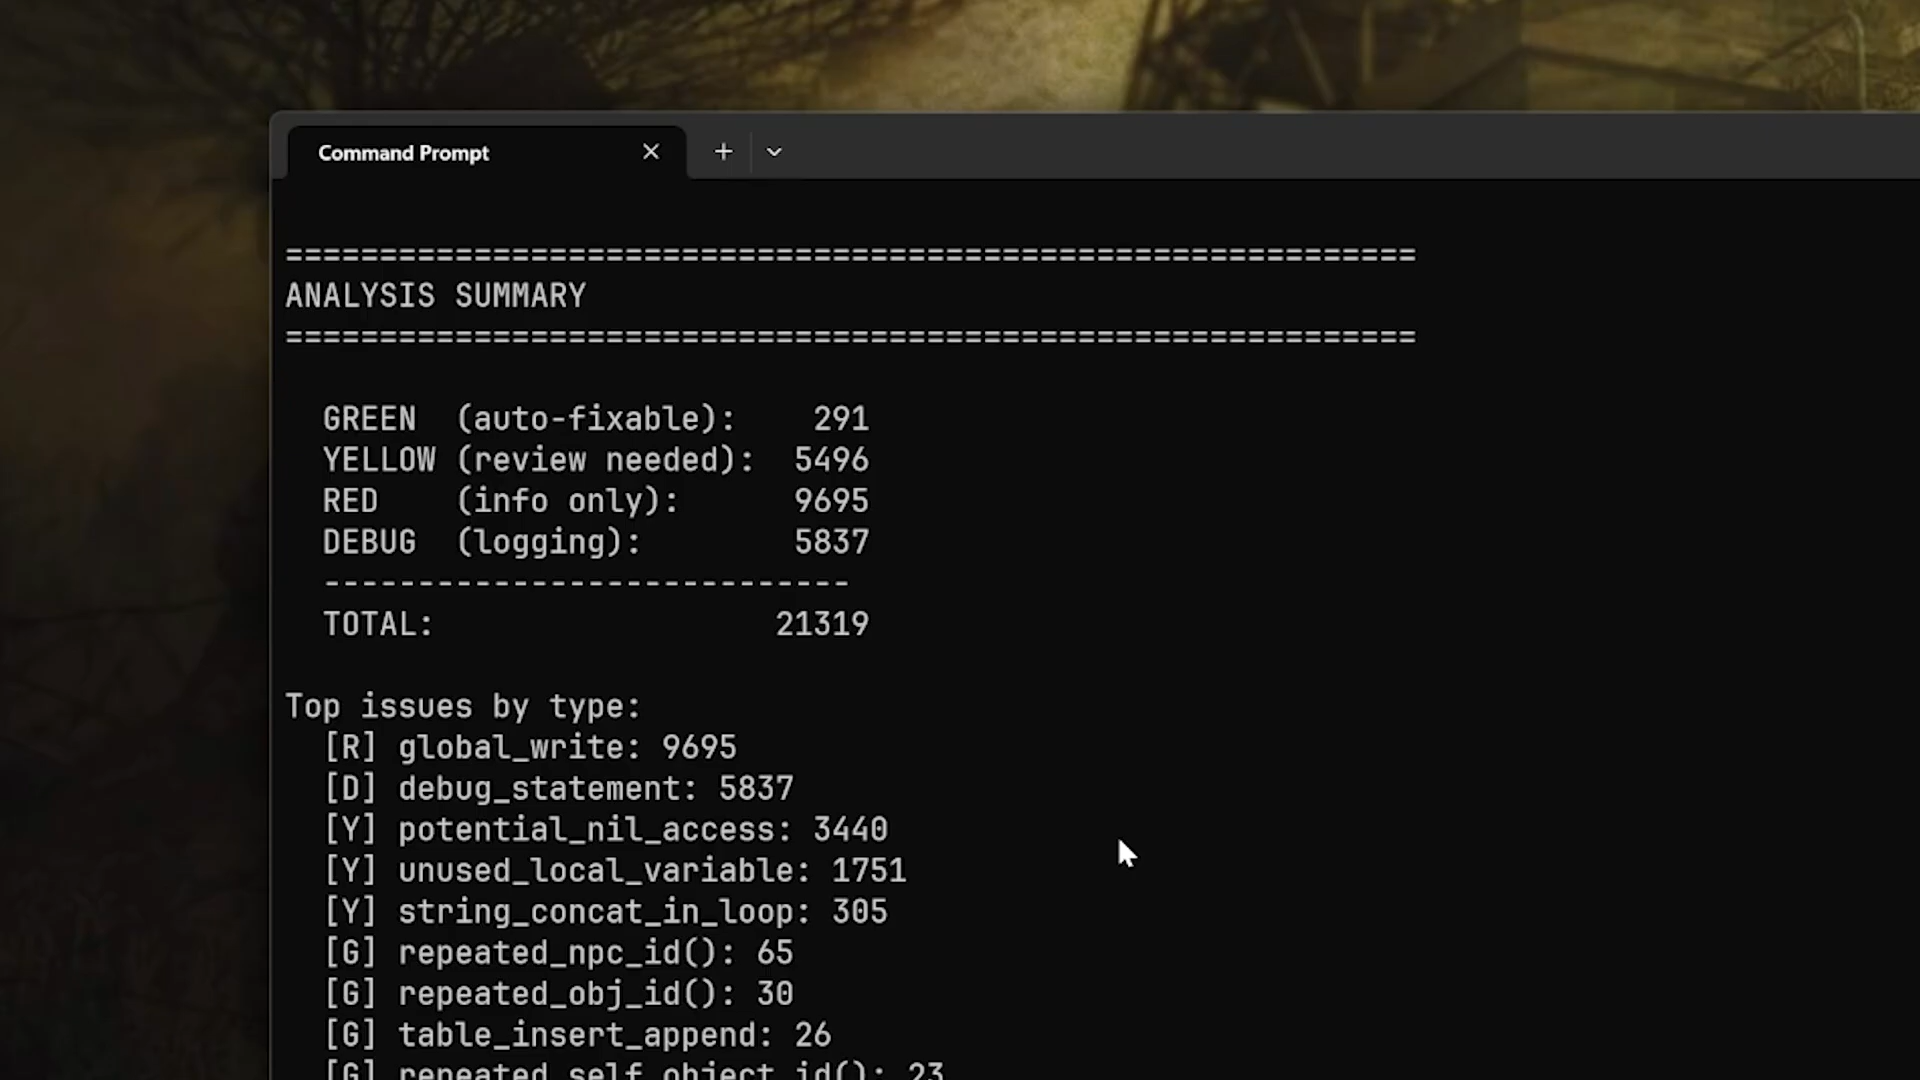 Command Prompt
============================================================
ANALYSIS SUMMARY
============================================================
GREEN (auto-fixable): 291
YELLOW (review needed): 5496
RED (info only): 9695
DEBUG (logging): 5837
----------------------------
TOTAL: 21319
Top issues by type:
[R] global_write: 9695
[D] debug_statement: 5837
[Y] potential_nil_access: 3440
[Y] unused_local_variable: 1751
[Y] string_concat_in_loop: 305
[G] repeated_npc_id(): 65
[G] repeated_obj_id(): 30
[G] table_insert_append: 26
[G] repeated_self_object_id(): 23